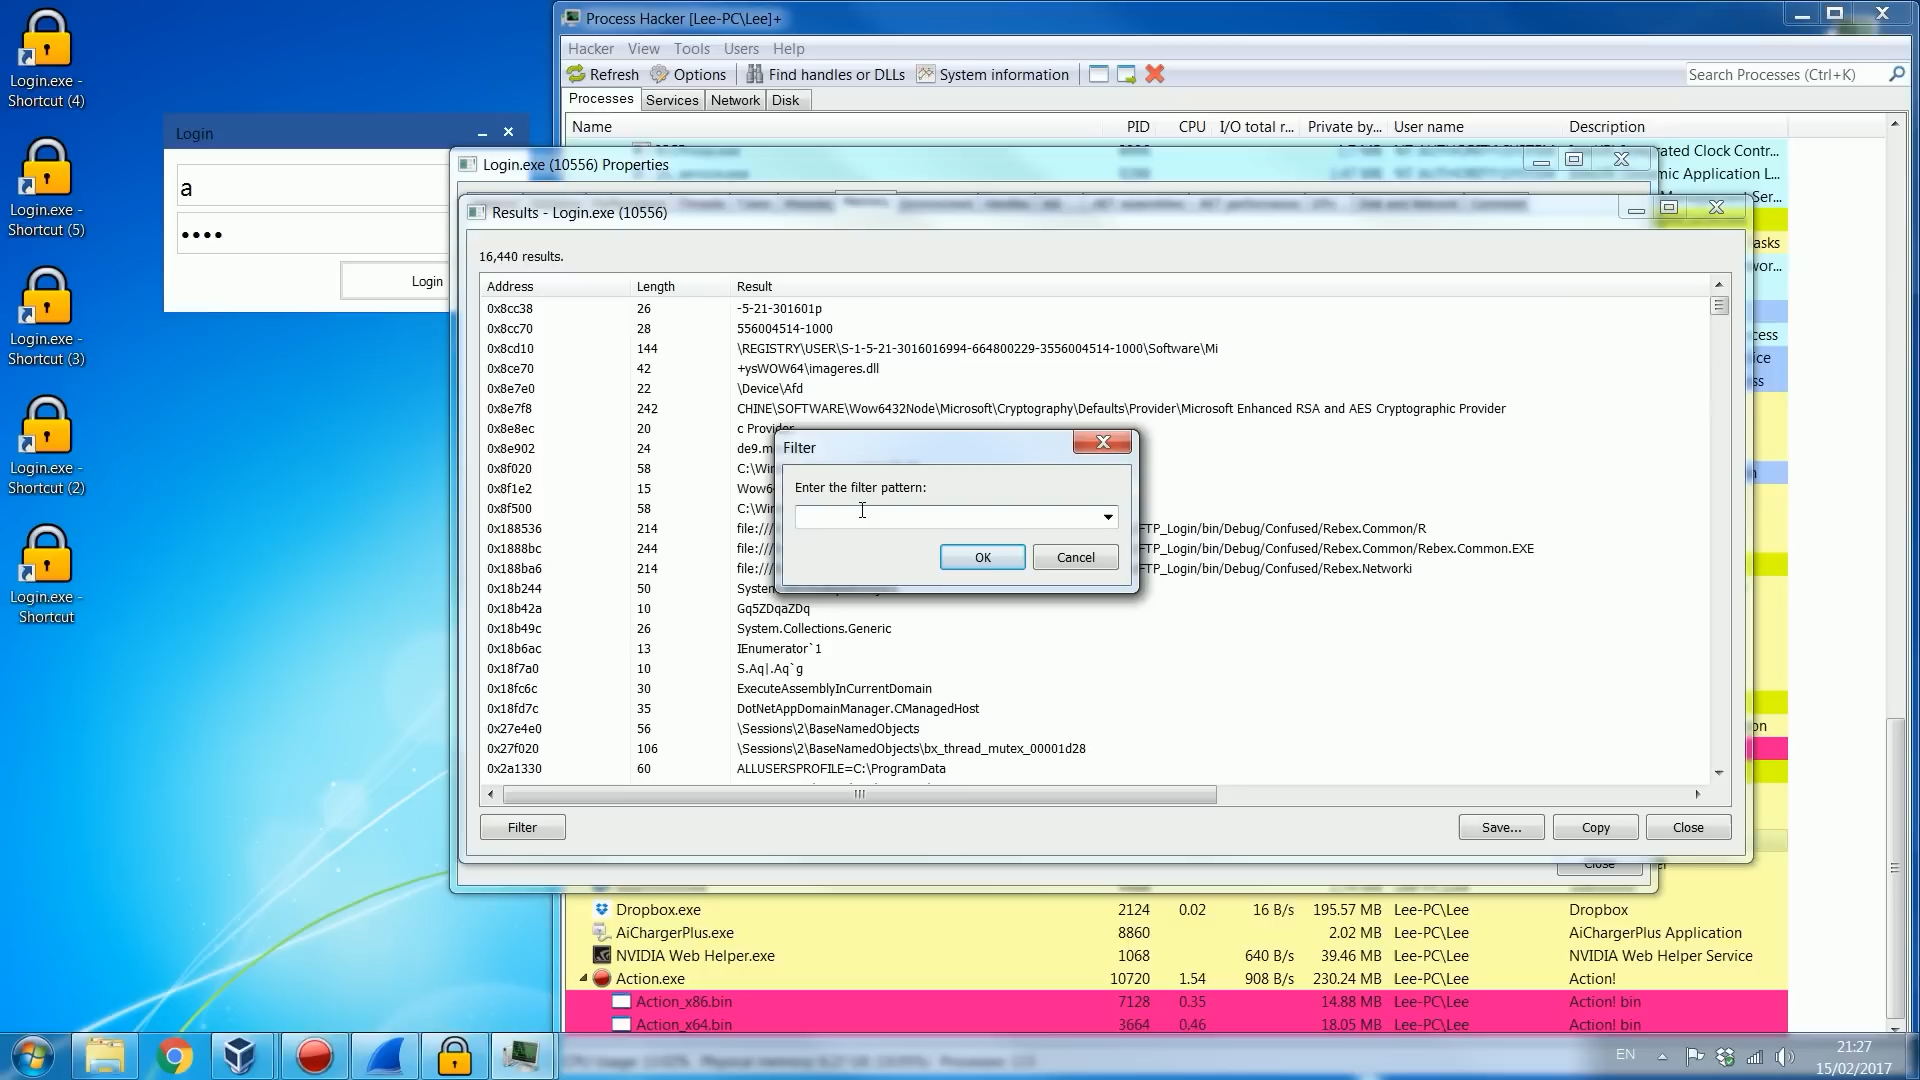 Login.exe -
Shortcut (4)
Login.exe -
Shortcut (5)
Login.exe -
Shortcut (3)
Login.exe -
Shortcut (2)
Login.exe -
Shortcut
Login
a
••••
Login
Process Hacker [Lee-PC\Lee]+
Hacker View Tools Users Help
Refresh Options Find handles or DLLs System information Search Processes (Ctrl+K)
Processes Services Network Disk
Name PID CPU I/O total r... Private by... User name Description
Login.exe (10556) Properties
Results - Login.exe (10556)
16,440 results.
Address Length Result
0x8cc38 26 -5-21-301601p
0x8cc70 28 556004514-1000
0x8cd10 144 \REGISTRY\USER\S-1-5-21-3016016994-664800229-3556004514-1000\Software\Mi
0x8ce70 42 +ysWOW64\imageres.dll
0x8e7e0 22 \Device\Afd
0x8e7f8 242 CHINE\SOFTWARE\Wow6432Node\Microsoft\Cryptography\Defaults\Provider\Microsoft Enhanced RSA and AES Cryptographic Provider
0x8e8ec 20 c Provider
0x8e902 24 de9.m
0x8f020 58 C:\Win
0x8f1e2 15 Wow6
0x8f500 58 C:\Win
0x188536 214 file:/// FTP_Login/bin/Debug/Confused/Rebex.Common/R
0x1888bc 244 file:/// FTP_Login/bin/Debug/Confused/Rebex.Common/Rebex.Common.EXE
0x188ba6 214 file:/// FTP_Login/bin/Debug/Confused/Rebex.Networki
0x18b244 50 System
0x18b42a 10 Gq5ZDqaZDq
0x18b49c 26 System.Collections.Generic
0x18b6ac 13 IEnumerator`1
0x18f7a0 10 S.Aq|.Aq`g
0x18fc6c 30 ExecuteAssemblyInCurrentDomain
0x18fd7c 35 DotNetAppDomainManager.CManagedHost
0x27e4e0 56 \Sessions\2\BaseNamedObjects
0x27f020 106 \Sessions\2\BaseNamedObjects\bx_thread_mutex_00001d28
0x2a1330 60 ALLUSERSPROFILE=C:\ProgramData
Filter
Enter the filter pattern:
OK Cancel
Filter Save... Copy Close
Close
Dropbox.exe 2124 0.02 16 B/s 195.57 MB Lee-PC\Lee Dropbox
AiChargerPlus.exe 8860 2.02 MB Lee-PC\Lee AiChargerPlus Application
NVIDIA Web Helper.exe 1068 640 B/s 39.46 MB Lee-PC\Lee NVIDIA Web Helper Service
Action.exe 10720 1.54 908 B/s 230.24 MB Lee-PC\Lee Action!
Action_x86.bin 7128 0.35 14.88 MB Lee-PC\Lee Action! bin
Action_x64.bin 3664 0.46 18.05 MB Lee-PC\Lee Action! bin
EN
21:27
15/02/2017